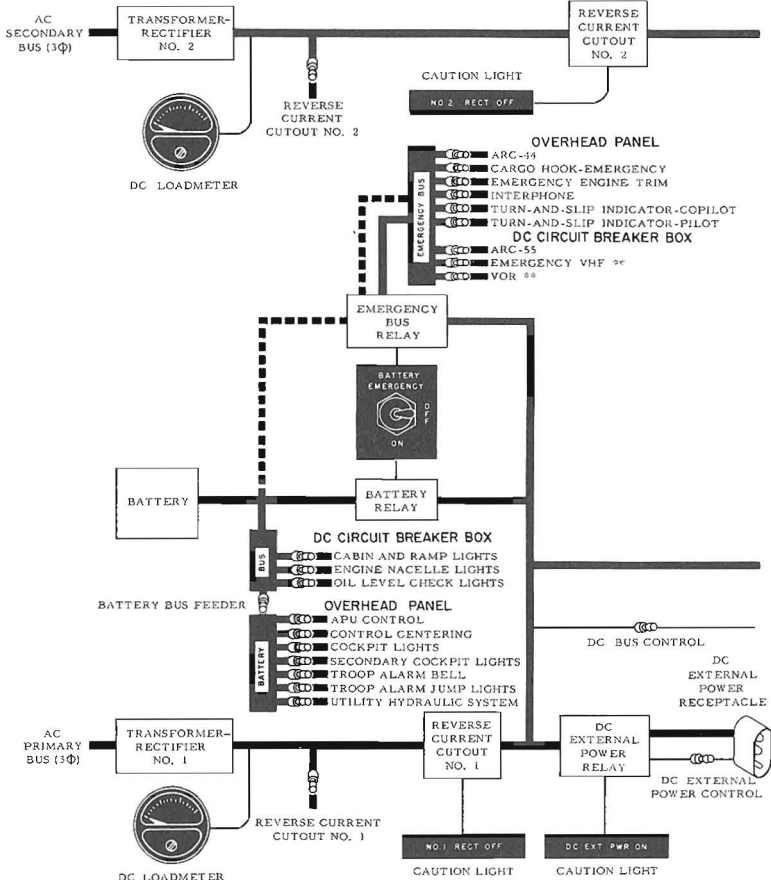 AC
SECONDARY
BUS (3Φ)
TRANSFORMER-
RECTIFIER
NO. 2
REVERSE
CURRENT
CUTOUT
NO. 2
CAUTION LIGHT
NO.2 RECT OFF
REVERSE
CURRENT
CUTOUT NO. 2
DC LOADMETER
OVERHEAD PANEL
EMERGENCY BUS
ARC-44
CARGO HOOK-EMERGENCY
EMERGENCY ENGINE TRIM
INTERPHONE
TURN-AND-SLIP INDICATOR-COPILOT
TURN-AND-SLIP INDICATOR-PILOT
DC CIRCUIT BREAKER BOX
ARC-55
EMERGENCY VHF **
VOR **
EMERGENCY
BUS
RELAY
BATTERY
EMERGENCY
OFF
ON
BATTERY
BATTERY
RELAY
DC CIRCUIT BREAKER BOX
BUS
CABIN AND RAMP LIGHTS
ENGINE NACELLE LIGHTS
OIL LEVEL CHECK LIGHTS
BATTERY BUS FEEDER
OVERHEAD PANEL
BATTERY
APU CONTROL
CONTROL CENTERING
COCKPIT LIGHTS
SECONDARY COCKPIT LIGHTS
TROOP ALARM BELL
TROOP ALARM JUMP LIGHTS
UTILITY HYDRAULIC SYSTEM
DC BUS CONTROL
DC
EXTERNAL
POWER
RECEPTACLE
AC
PRIMARY
BUS (3Φ)
TRANSFORMER-
RECTIFIER
NO. 1
REVERSE
CURRENT
CUTOUT
NO. 1
DC
EXTERNAL
POWER
RELAY
DC EXTERNAL
POWER CONTROL
REVERSE CURRENT
CUTOUT NO. 1
NO.1 RECT OFF
DC EXT PWR ON
DC LOADMETER
CAUTION LIGHT
CAUTION LIGHT